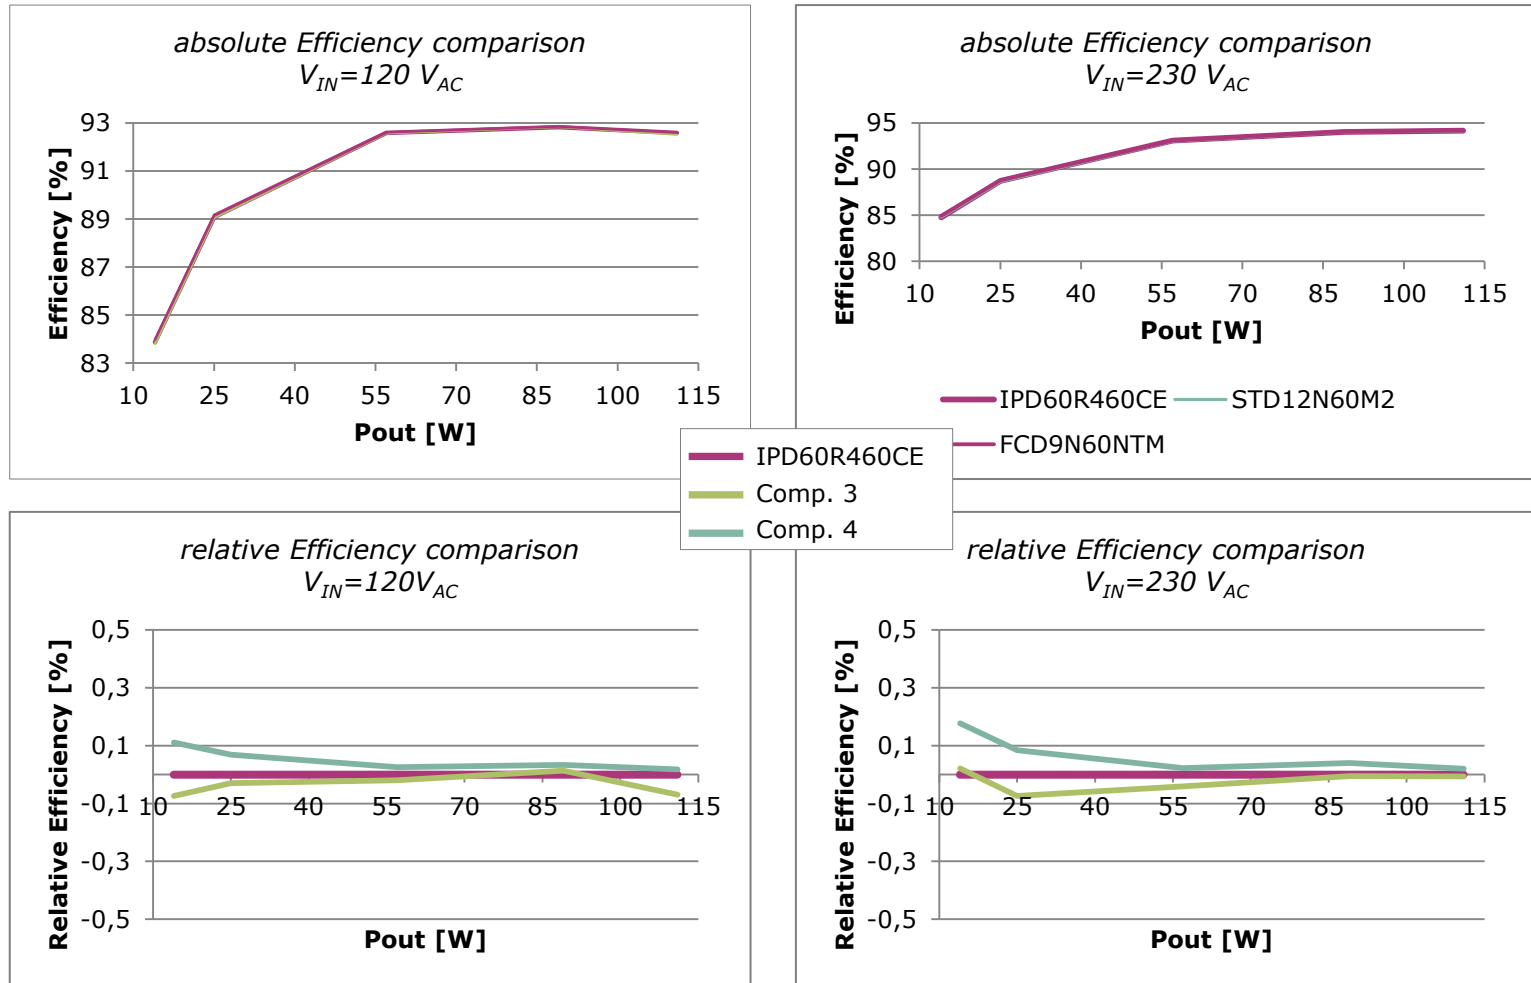 absolute Efficiency comparison
VIN=120 VAC
93
91
89
87
85
83
Efficiency [%]
10 25 40 55 70 85 100 115
Pout [W]
absolute Efficiency comparison
VIN=230 VAC
95
90
85
80
Efficiency [%]
10 25 40 55 70 85 100 115
Pout [W]
IPD60R460CE STD12N60M2
FCD9N60NTM
IPD60R460CE
Comp. 3
Comp. 4
relative Efficiency comparison
VIN=120VAC
0,5
0,3
0,1
-0,1
-0,3
-0,5
Relative Efficiency [%]
10 25 40 55 70 85 100 115
Pout [W]
relative Efficiency comparison
VIN=230 VAC
0,5
0,3
0,1
-0,1
-0,3
-0,5
Relative Efficiency [%]
10 25 40 55 70 85 100 115
Pout [W]